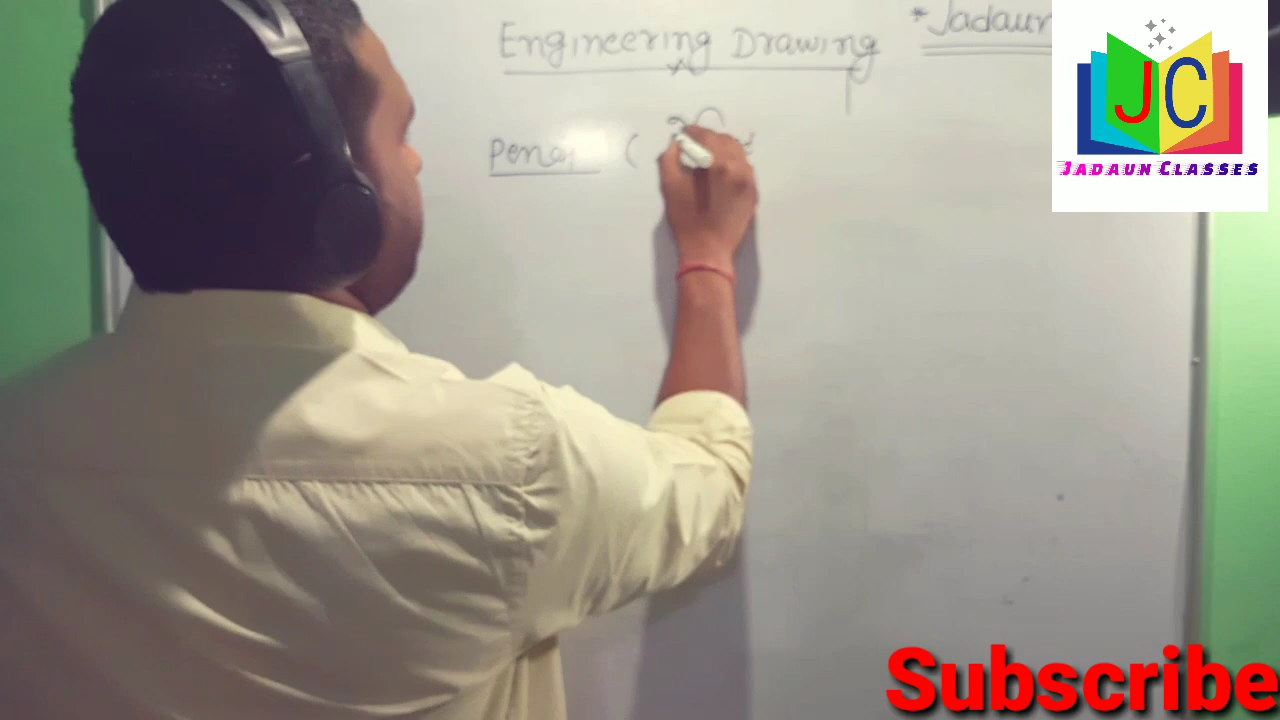 Engineering Drawing
* Jadaun
JC
JADAUN CLASSES
(
Subscribe